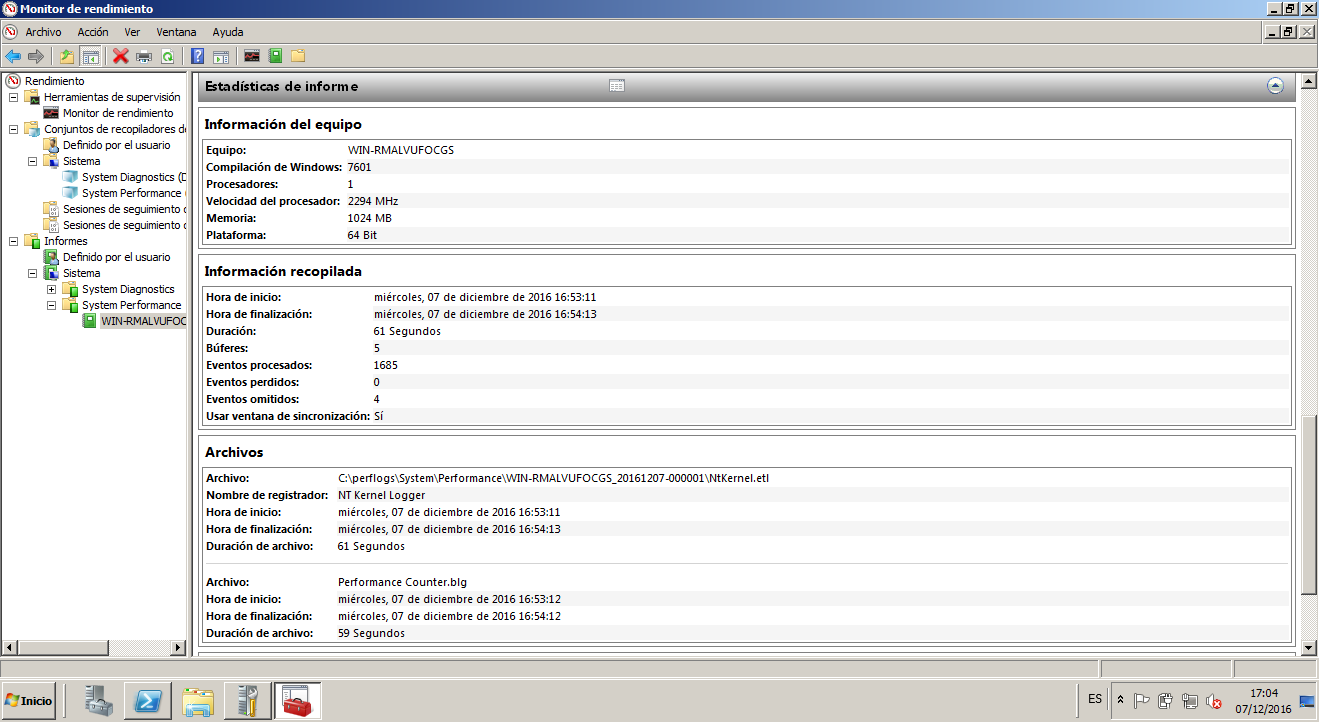 Monitor de rendimiento
Archivo Acción Ver Ventana Ayuda
Rendimiento
Herramientas de supervisión
Monitor de rendimiento
Conjuntos de recopiladores de
Definido por el usuario
Sistema
System Diagnostics (D
System Performance (
Sesiones de seguimiento d
Sesiones de seguimiento d
Informes
Definido por el usuario
Sistema
System Diagnostics
System Performance
WIN-RMALVUFOC
Estadísticas de informe
Información del equipo
Equipo: WIN-RMALVUFOCGS
Compilación de Windows: 7601
Procesadores: 1
Velocidad del procesador: 2294 MHz
Memoria: 1024 MB
Plataforma: 64 Bit
Información recopilada
Hora de inicio: miércoles, 07 de diciembre de 2016 16:53:11
Hora de finalización: miércoles, 07 de diciembre de 2016 16:54:13
Duración: 61 Segundos
Búferes: 5
Eventos procesados: 1685
Eventos perdidos: 0
Eventos omitidos: 4
Usar ventana de sincronización: Sí
Archivos
Archivo: C:\perflogs\System\Performance\WIN-RMALVUFOCGS_20161207-000001\NtKernel.etl
Nombre de registrador: NT Kernel Logger
Hora de inicio: miércoles, 07 de diciembre de 2016 16:53:11
Hora de finalización: miércoles, 07 de diciembre de 2016 16:54:13
Duración de archivo: 61 Segundos
Archivo: Performance Counter.blg
Hora de inicio: miércoles, 07 de diciembre de 2016 16:53:12
Hora de finalización: miércoles, 07 de diciembre de 2016 16:54:12
Duración de archivo: 59 Segundos
Inicio
ES
17:04
07/12/2016